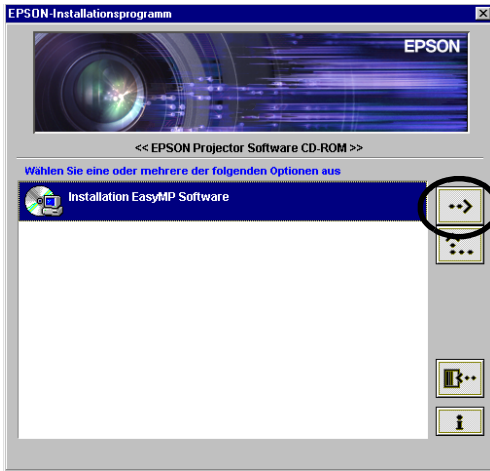 EPSON-Installationsprogramm
EPSON
<< EPSON Projector Software CD-ROM >>
Wählen Sie eine oder mehrere der folgenden Optionen aus
Installation EasyMP Software